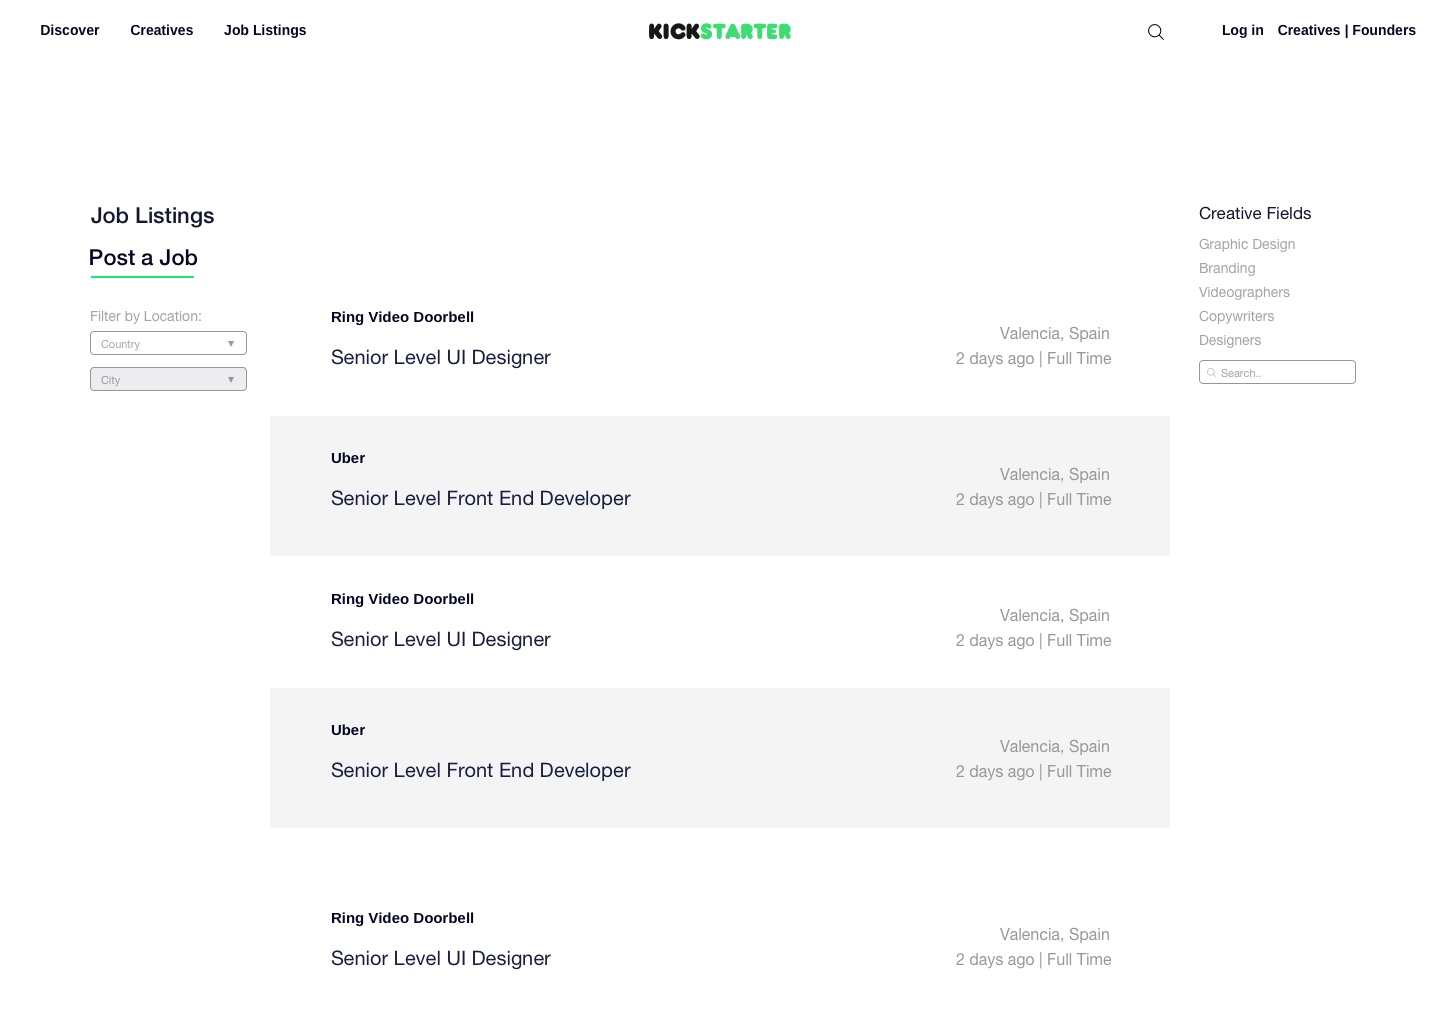 Discover Creatives Job Listings KICKSTARTER Log in Creatives | Founders
Job Listings
Post a Job
Filter by Location:
Country ▼
City ▼
Ring Video Doorbell
Senior Level UI Designer
Valencia, Spain
2 days ago | Full Time
Uber
Senior Level Front End Developer
Valencia, Spain
2 days ago | Full Time
Ring Video Doorbell
Senior Level UI Designer
Valencia, Spain
2 days ago | Full Time
Uber
Senior Level Front End Developer
Valencia, Spain
2 days ago | Full Time
Ring Video Doorbell
Senior Level UI Designer
Valencia, Spain
2 days ago | Full Time
Creative Fields
Graphic Design
Branding
Videographers
Copywriters
Designers
Search..